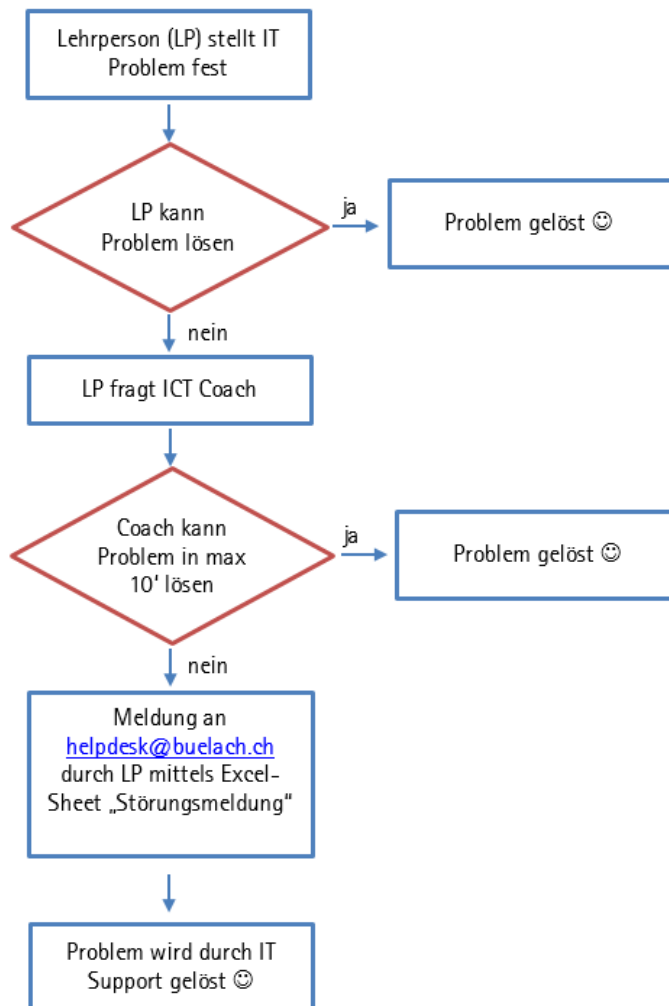 Lehrperson (LP) stellt IT
Problem fest
LP kann
Problem lösen
ja
Problem gelöst ☺
nein
LP fragt ICT Coach
Coach kann
Problem in max
10' lösen
ja
Problem gelöst ☺
nein
Meldung an
helpdesk@buelach.ch
durch LP mittels Excel-
Sheet „Störungsmeldung“
Problem wird durch IT
Support gelöst ☺